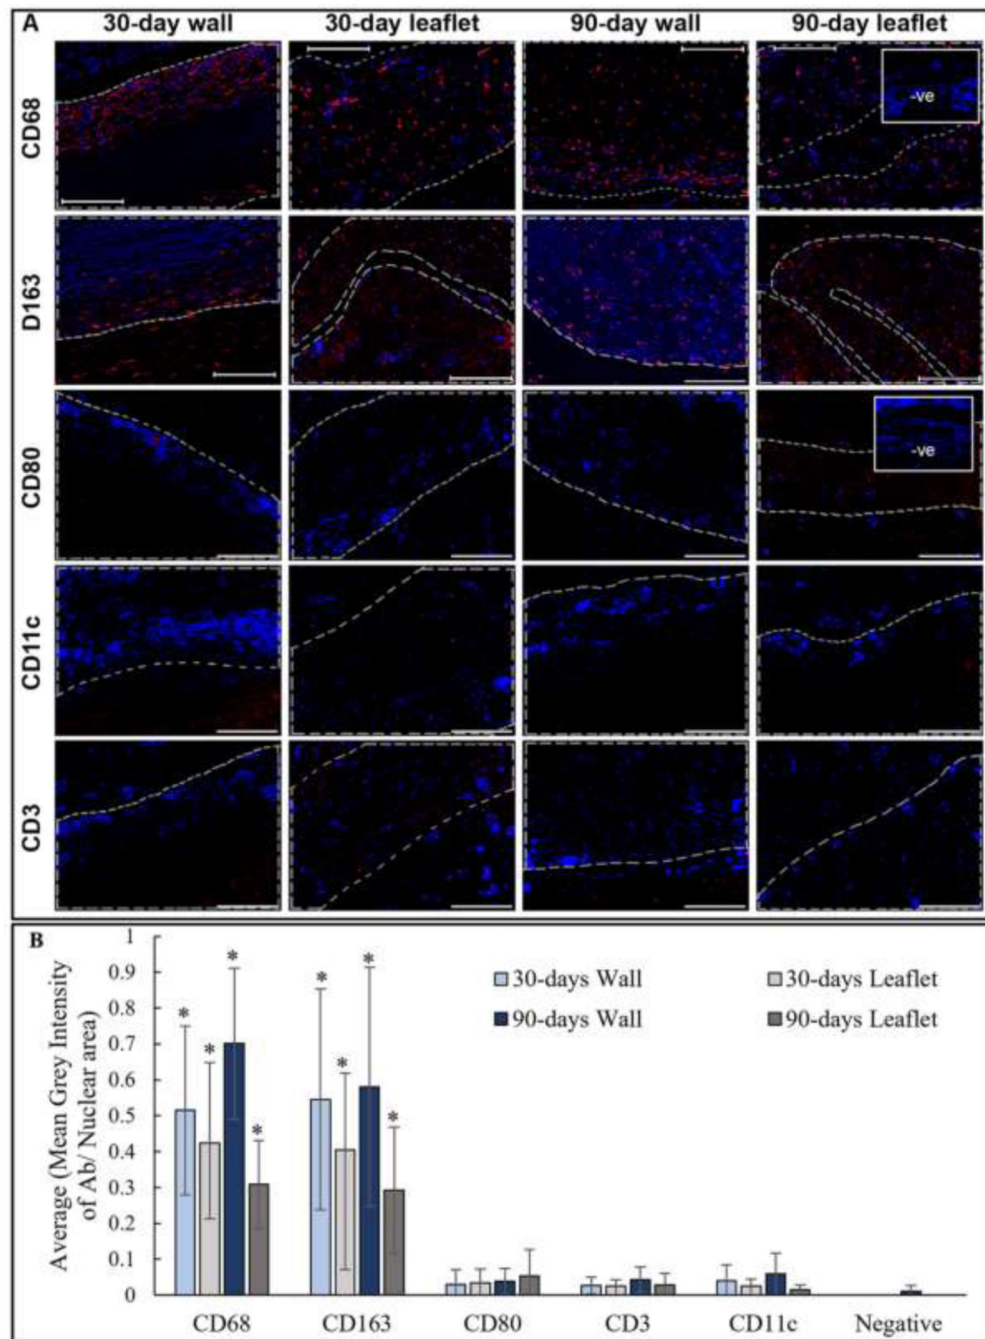 A 30-day wall 30-day leaflet 90-day wall 90-day leaflet
CD68
-ve
D163
CD80
-ve
CD11c
CD3
B
1
0.9
0.8
0.7
0.6
0.5
0.4
0.3
0.2
0.1
0
Average (Mean Grey Intensity
of Ab/ Nuclear area)
* * * * * * * *
30-days Wall 30-days Leaflet
90-days Wall 90-days Leaflet
CD68 CD163 CD80 CD3 CD11c Negative